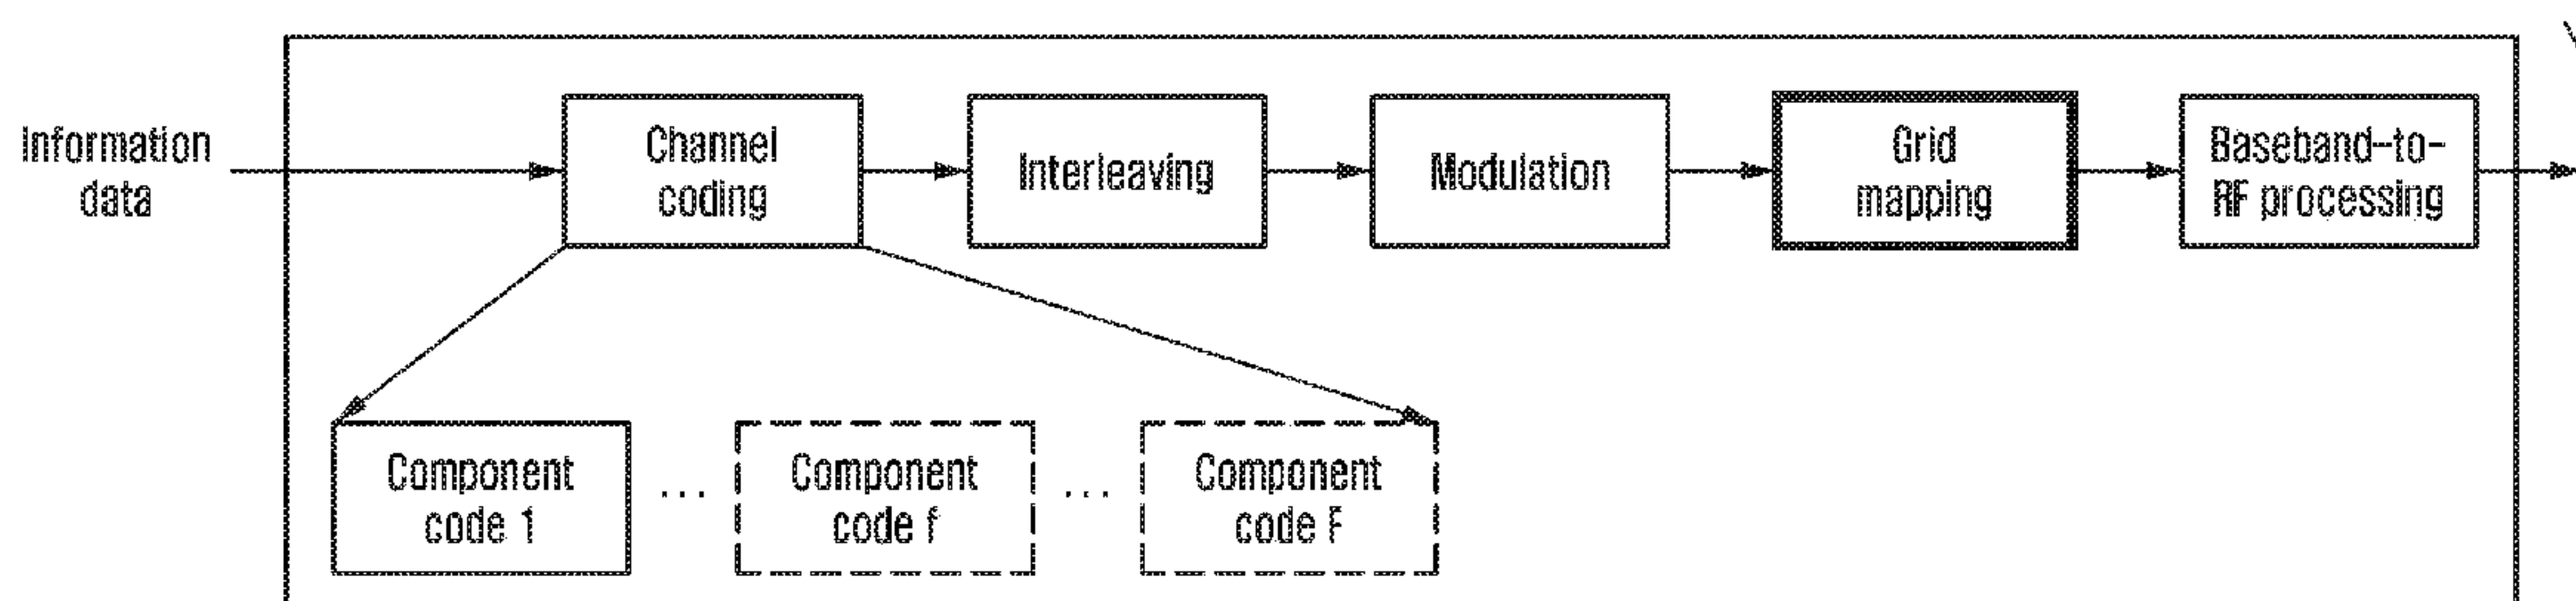 Information
data
Channel
coding
Interleaving
Modulation
Grid
mapping
Baseband-to-
RF processing
Component
code 1
...
Component
code f
...
Component
code F